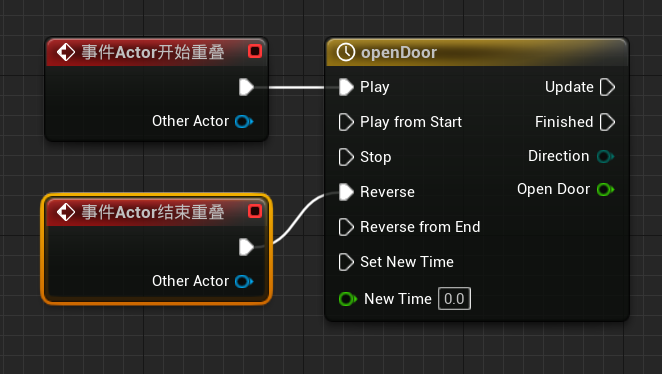 事件Actor开始重叠
Other Actor
事件Actor结束重叠
Other Actor
openDoor
Play
Update
Play from Start
Finished
Stop
Direction
Reverse
Open Door
Reverse from End
Set New Time
New Time 0.0